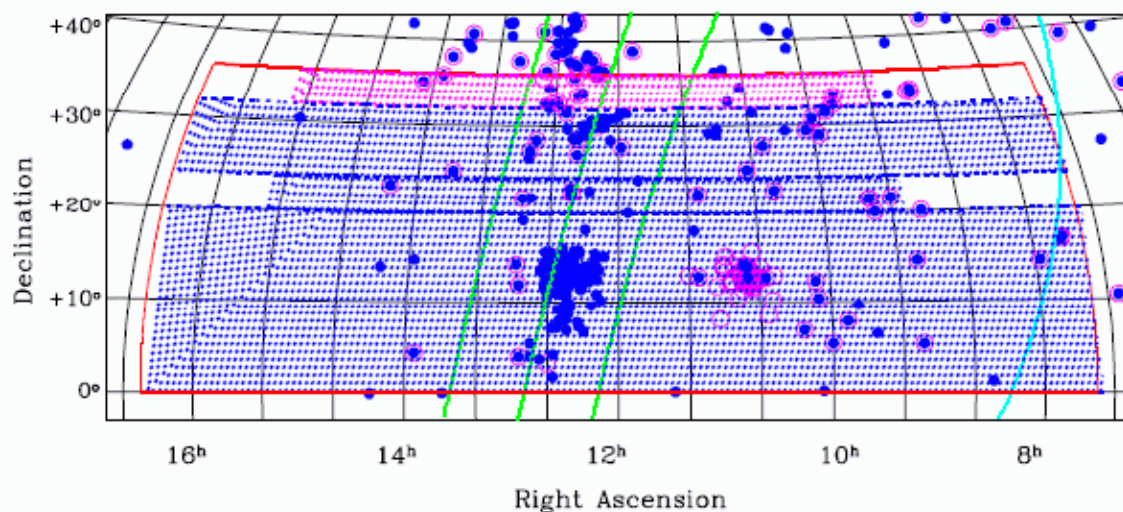 +40°
+30°
+20°
+10°
0°
Declination
16ʰ 14ʰ 12ʰ 10ʰ 8ʰ
Right Ascension